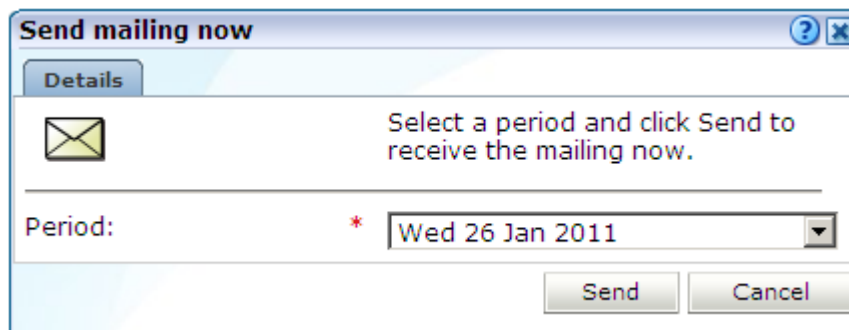 Send mailing now
Details
Select a period and click Send to
receive the mailing now.
Period: * Wed 26 Jan 2011
Send Cancel